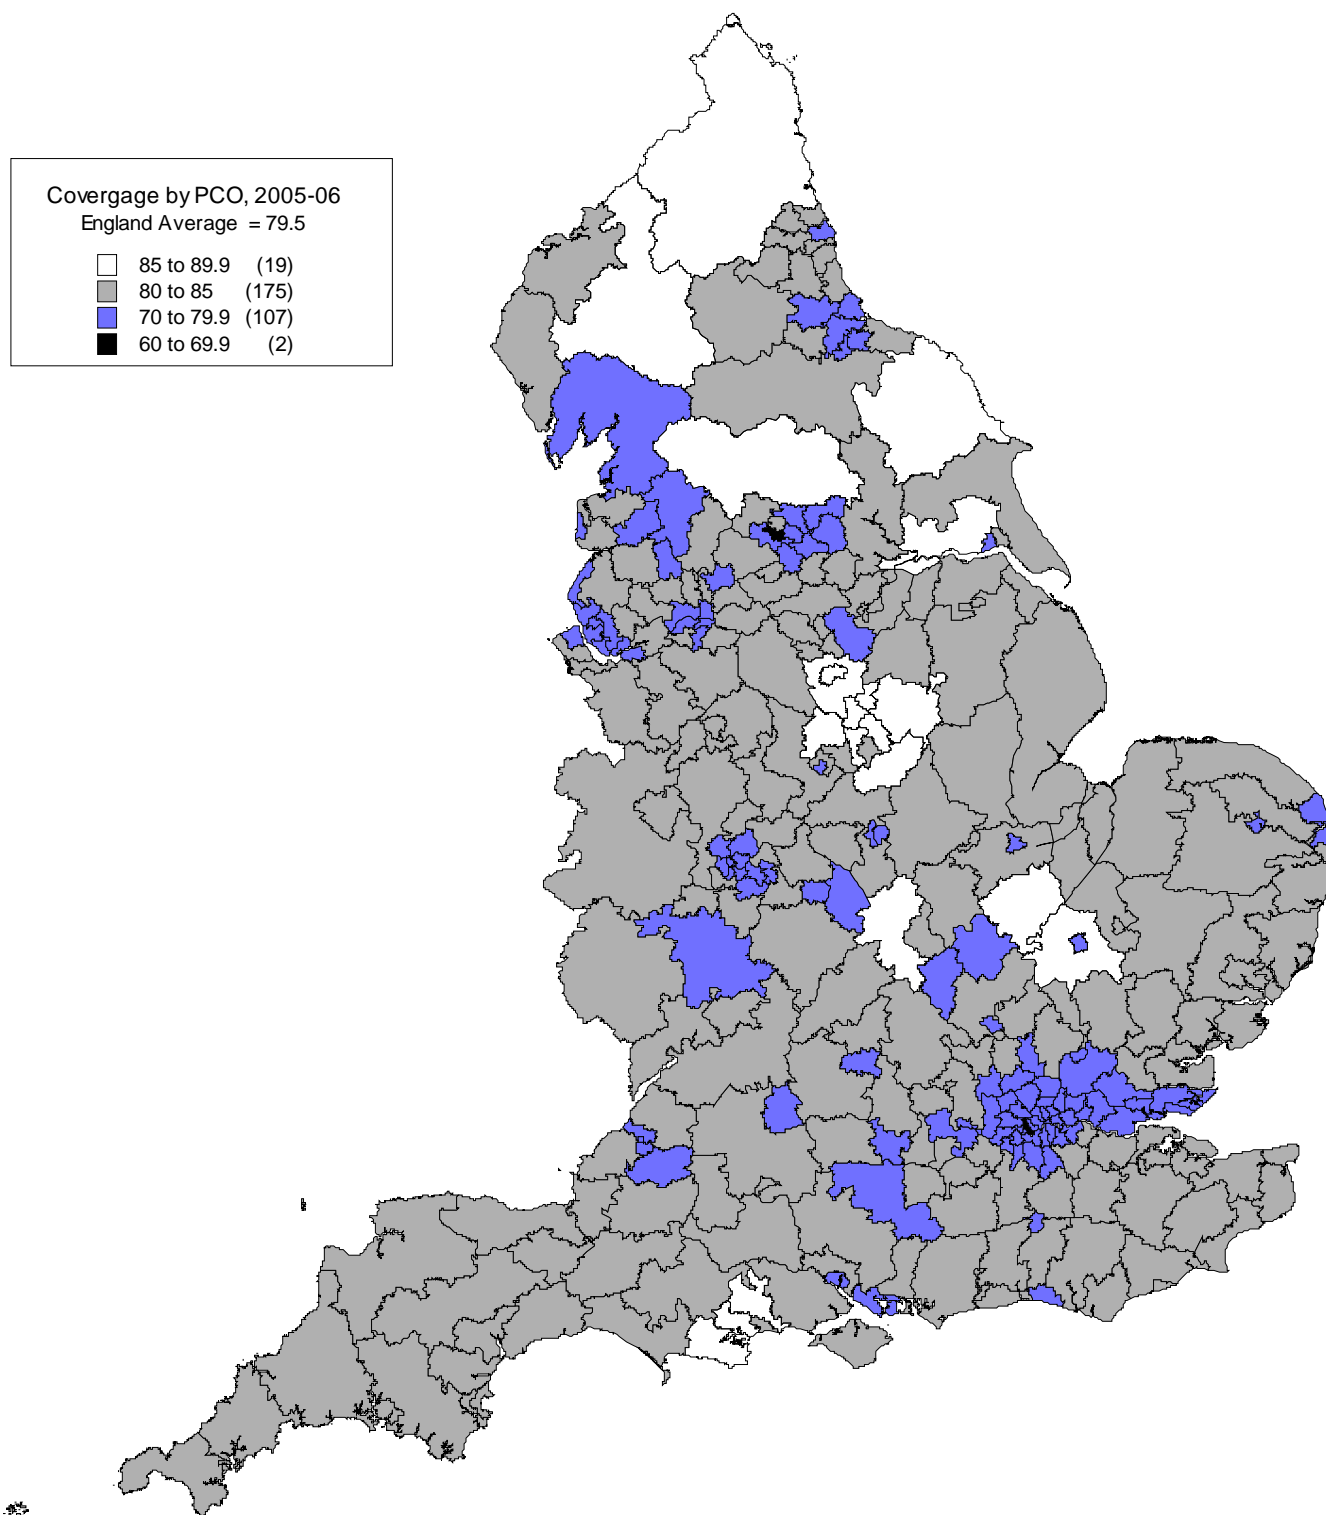 Covergage by PCO, 2005-06
England Average = 79.5
85 to 89.9 (19)
80 to 85 (175)
70 to 79.9 (107)
60 to 69.9 (2)